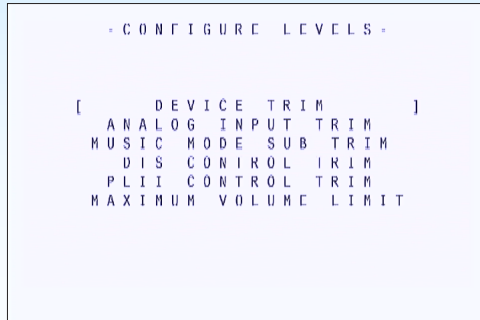 · CONFIGURE LEVELS ·
[ DEVICE TRIM ]
ANALOG INPUT TRIM
MUSIC MODE SUB TRIM
DTS CONTROL TRIM
PLII CONTROL TRIM
MAXIMUM VOLUME LIMIT